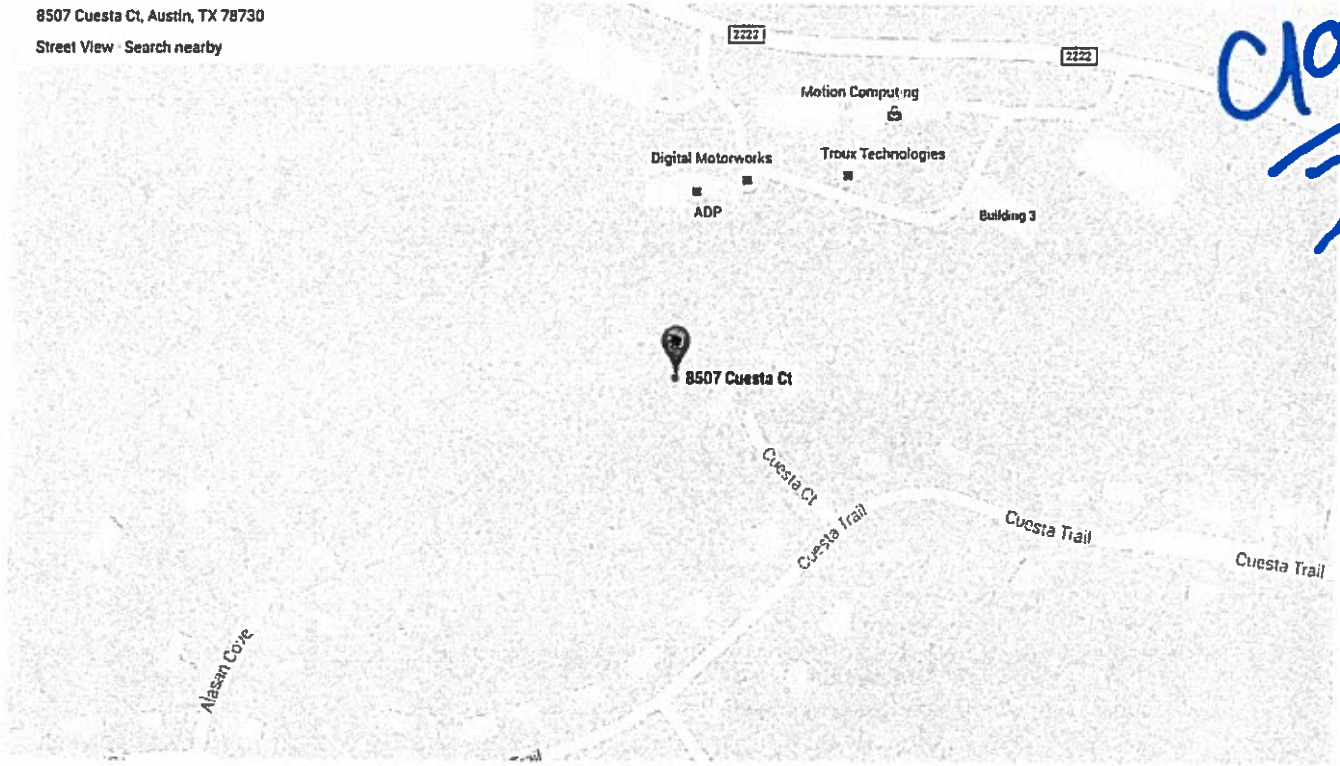 8507 Cuesta Ct, Austin, TX 78730
Street View · Search nearby
2222
2222
Motion Computing
Digital Motorworks
Troux Technologies
ADP
Building 3
8507 Cuesta Ct
Cuesta Ct
Cuesta Trail
Cuesta Trail
Cuesta Trail
Alasan Cove
Trail